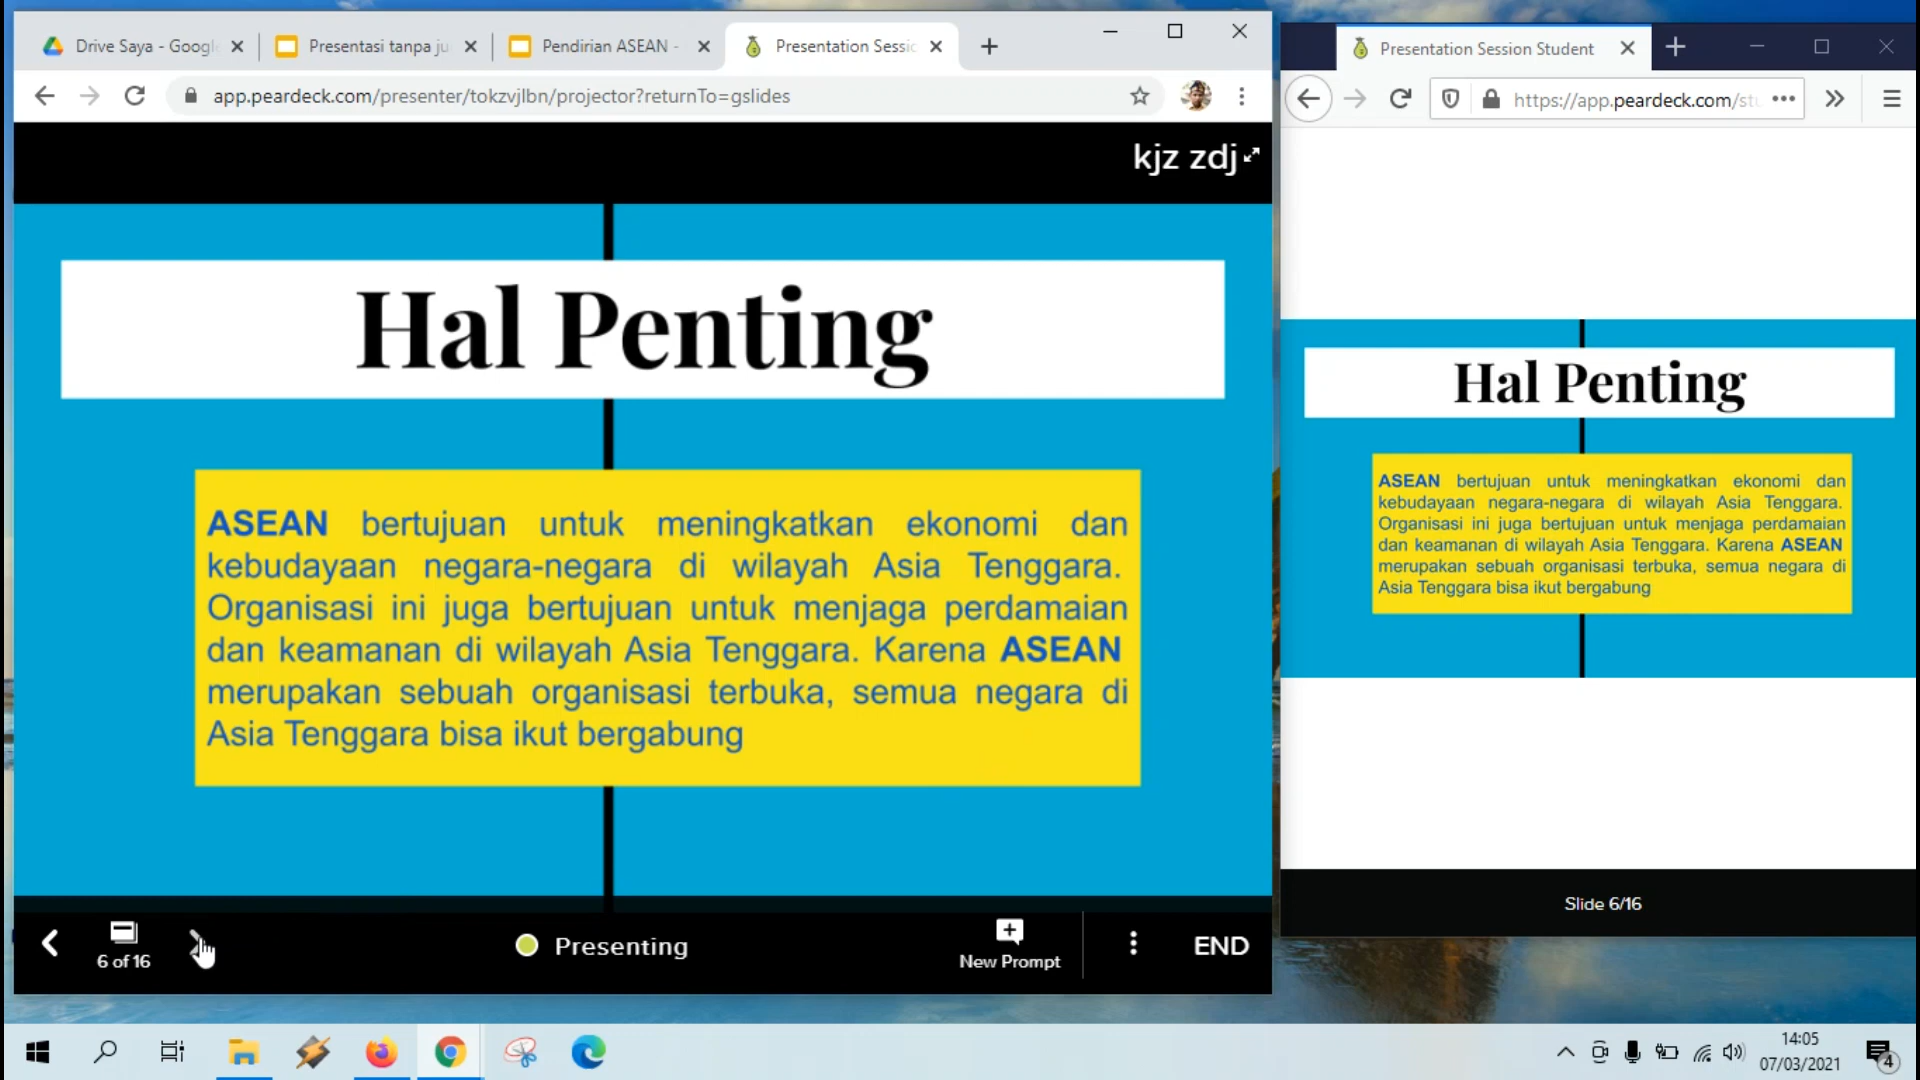 Drive Saya - Googl
Presentasi tanpa ju
Pendirian ASEAN -
Presentation Sessic
app.peardeck.com/presenter/tokzvjlbn/projector?returnTo=gslides
kjz zdj
Hal Penting
ASEAN bertujuan untuk meningkatkan ekonomi dan
kebudayaan negara-negara di wilayah Asia Tenggara.
Organisasi ini juga bertujuan untuk menjaga perdamaian
dan keamanan di wilayah Asia Tenggara. Karena ASEAN
merupakan sebuah organisasi terbuka, semua negara di
Asia Tenggara bisa ikut bergabung
6 of 16
Presenting
New Prompt
END
Presentation Session Student
https://app.peardeck.com/stu
Hal Penting
ASEAN bertujuan untuk meningkatkan ekonomi dan
kebudayaan negara-negara di wilayah Asia Tenggara.
Organisasi ini juga bertujuan untuk menjaga perdamaian
dan keamanan di wilayah Asia Tenggara. Karena ASEAN
merupakan sebuah organisasi terbuka, semua negara di
Asia Tenggara bisa ikut bergabung
Slide 6/16
14:05
07/03/2021
4